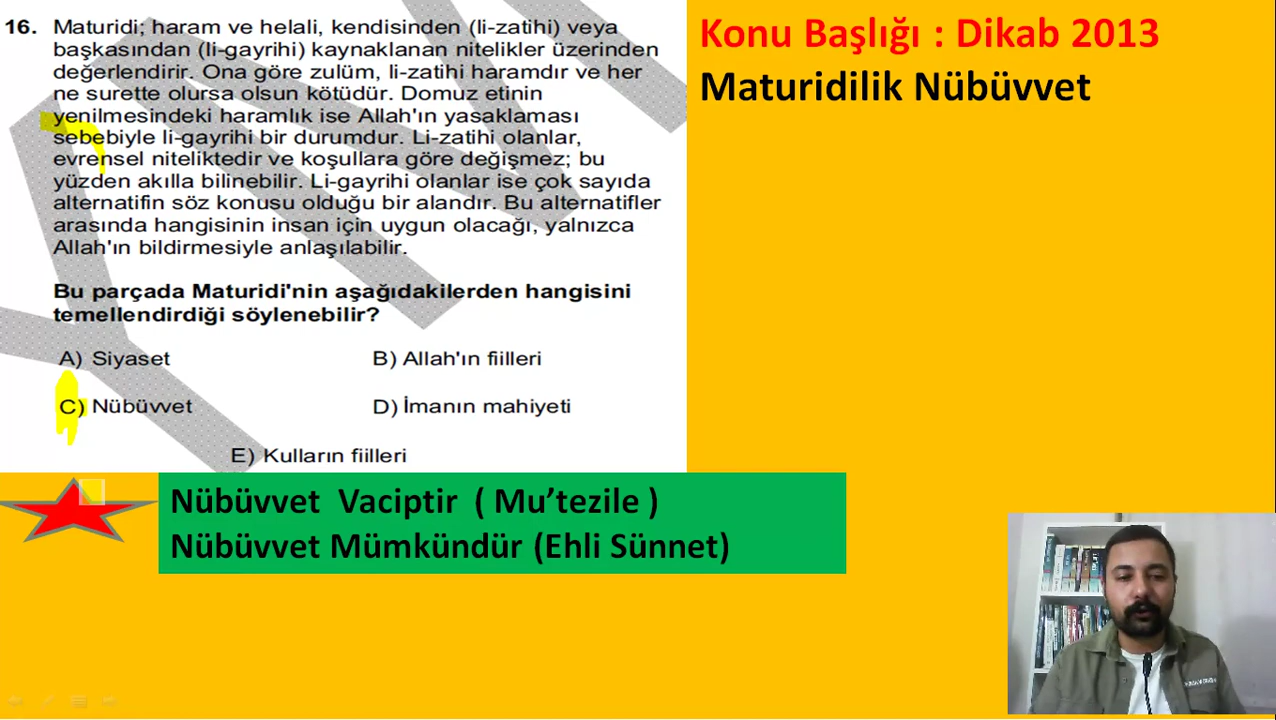 16. Maturidi; haram ve helali, kendisinden (li-zatihi) veya
başkasından (li-gayrihi) kaynaklanan nitelikler üzerinden
değerlendirir. Ona göre zulüm, li-zatihi haramdır ve her
ne surette olursa olsun kötüdür. Domuz etinin
yenilmesindeki haramlık ise Allah'ın yasaklaması
sebebiyle li-gayrihi bir durumdur. Li-zatihi olanlar,
evrensel niteliktedir ve koşullara göre değişmez; bu
yüzden akılla bilinebilir. Li-gayrihi olanlar ise çok sayıda
alternatifin söz konusu olduğu bir alandır. Bu alternatifler
arasında hangisinin insan için uygun olacağı, yalnızca
Allah'ın bildirmesiyle anlaşılabilir.
Bu parçada Maturidi'nin aşağıdakilerden hangisini
temellendirdiği söylenebilir?
A) Siyaset B) Allah'ın fiilleri
C) Nübüvvet D) İmanın mahiyeti
E) Kulların fiilleri
Konu Başlığı : Dikab 2013
Maturidilik Nübüvvet
Nübüvvet Vaciptir ( Mu’tezile )
Nübüvvet Mümkündür (Ehli Sünnet)